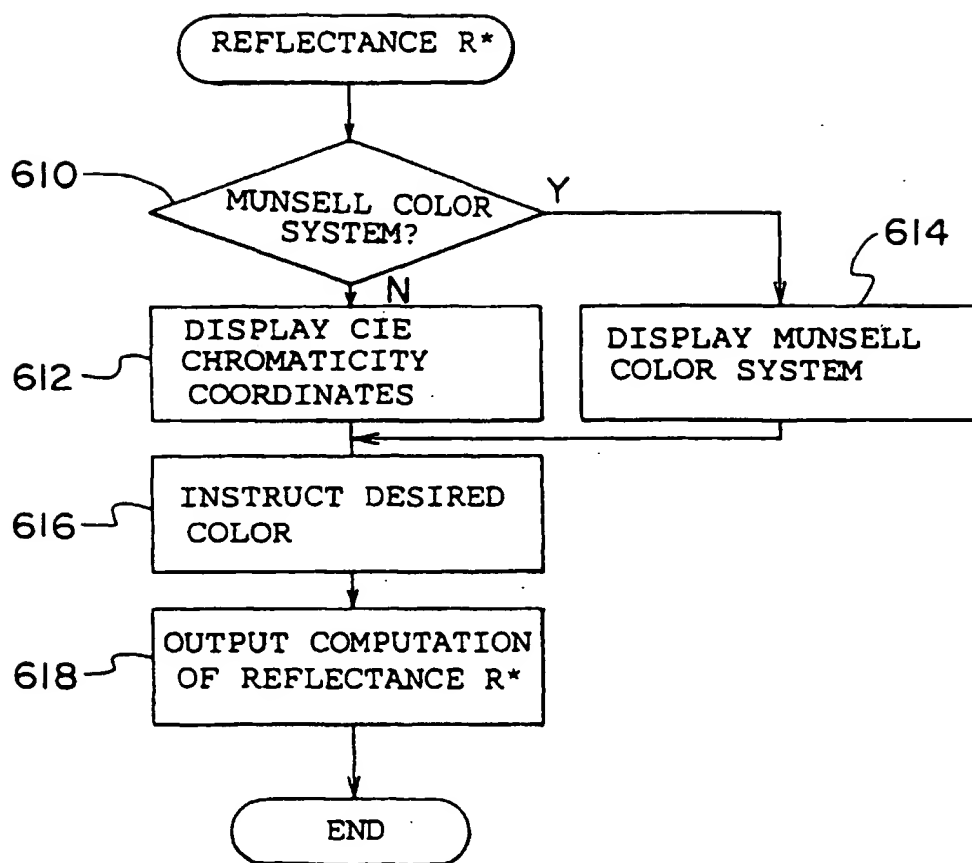 REFLECTANCE R*
610
MUNSELL COLOR
SYSTEM?
Y
N
614
612
DISPLAY CIE
CHROMATICITY
COORDINATES
DISPLAY MUNSELL
COLOR SYSTEM
616
INSTRUCT DESIRED
COLOR
618
OUTPUT COMPUTATION
OF REFLECTANCE R*
END